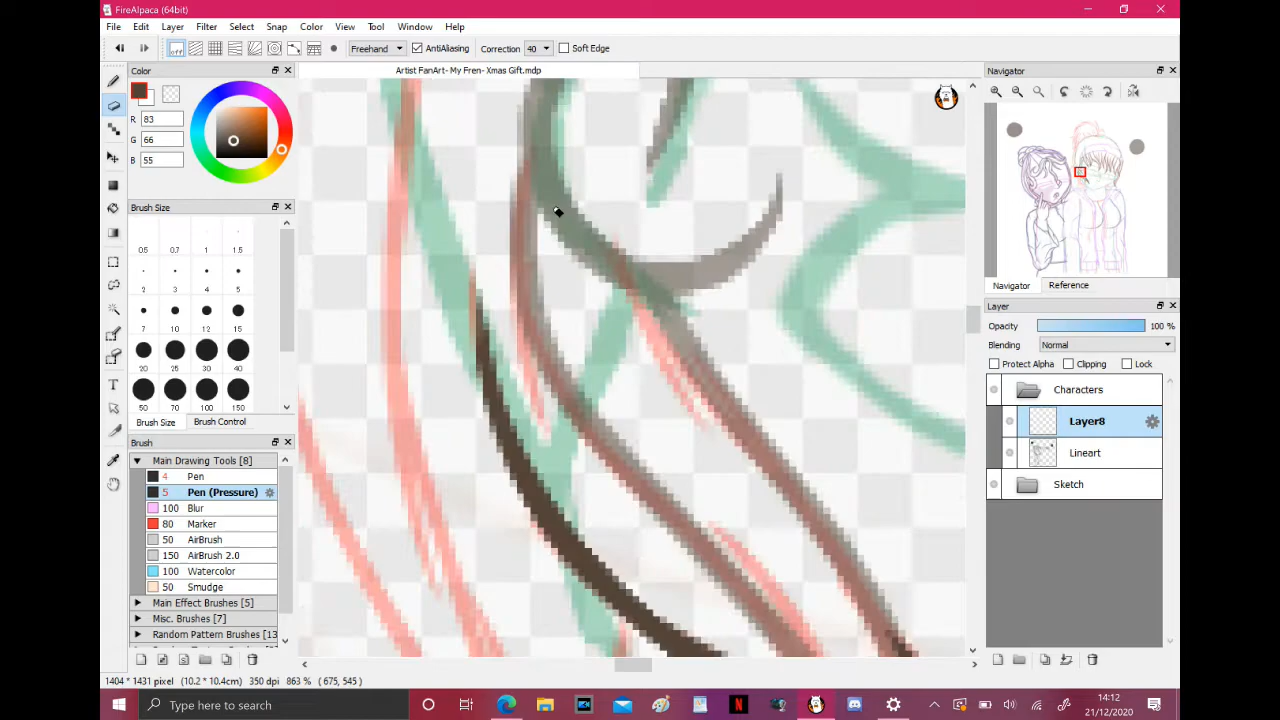 FireAlpaca (64bit)
File Edit Layer Filter Select Snap Color View Tool Window Help
off Freehand AntiAliasing Correction 40 Soft Edge
Color
Artist FanArt- My Fren- Xmas Gift.mdp
Navigator
R 83
G 66
B 55
Brush Size
0.5 0.7 1 1.5
2 3 4 5
7 10 12 15
20 25 30 40
50 70 100 150
Brush Size Brush Control
Brush
Main Drawing Tools [8]
4 Pen
5 Pen (Pressure)
100 Blur
80 Marker
50 AirBrush
150 AirBrush 2.0
100 Watercolor
50 Smudge
Main Effect Brushes [5]
Misc. Brushes [7]
Random Pattern Brushes [13
Navigator Reference
Layer
Opacity 100 %
Blending Normal
Protect Alpha Clipping Lock
Characters
Layer8
Lineart
Sketch
1404 * 1431 pixel (10.2 * 10.4cm) 350 dpi 863 % ( 675, 545)
Type here to search
14:12
21/12/2020